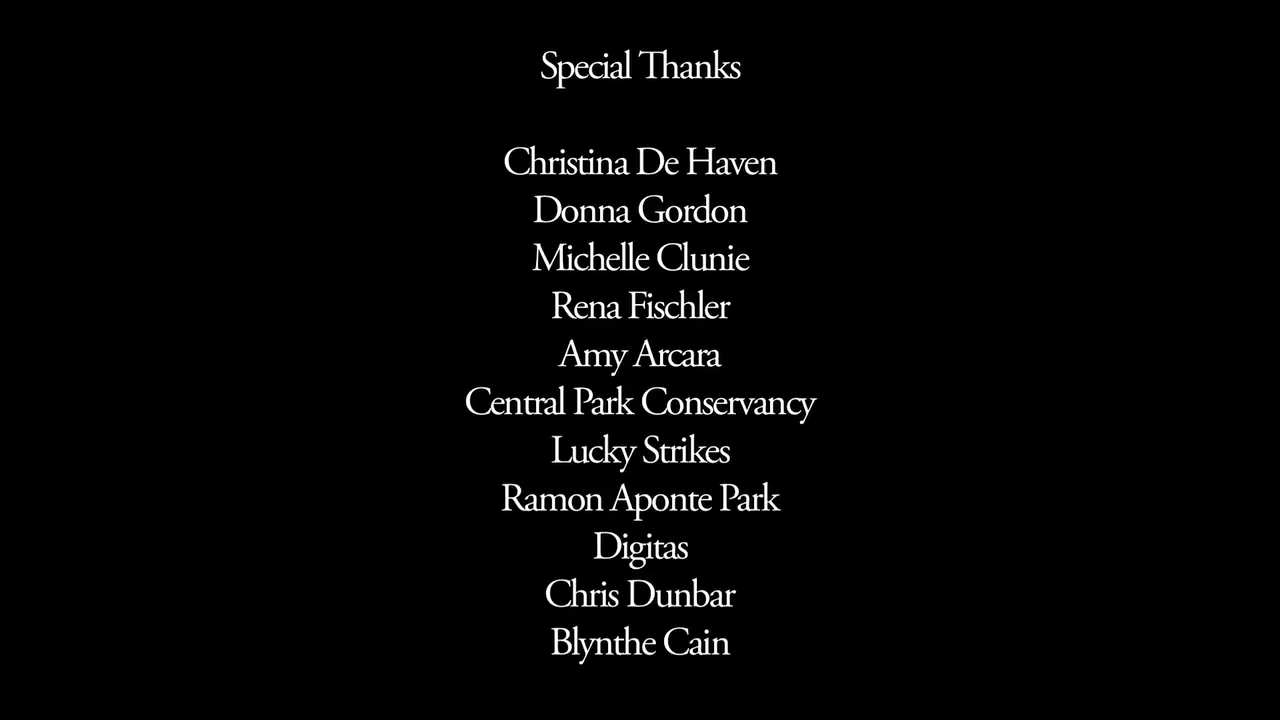 Special Thanks
Christina De Haven
Donna Gordon
Michelle Clunie
Rena Fischler
Amy Arcara
Central Park Conservancy
Lucky Strikes
Ramon Aponte Park
Digitas
Chris Dunbar
Blynthe Cain